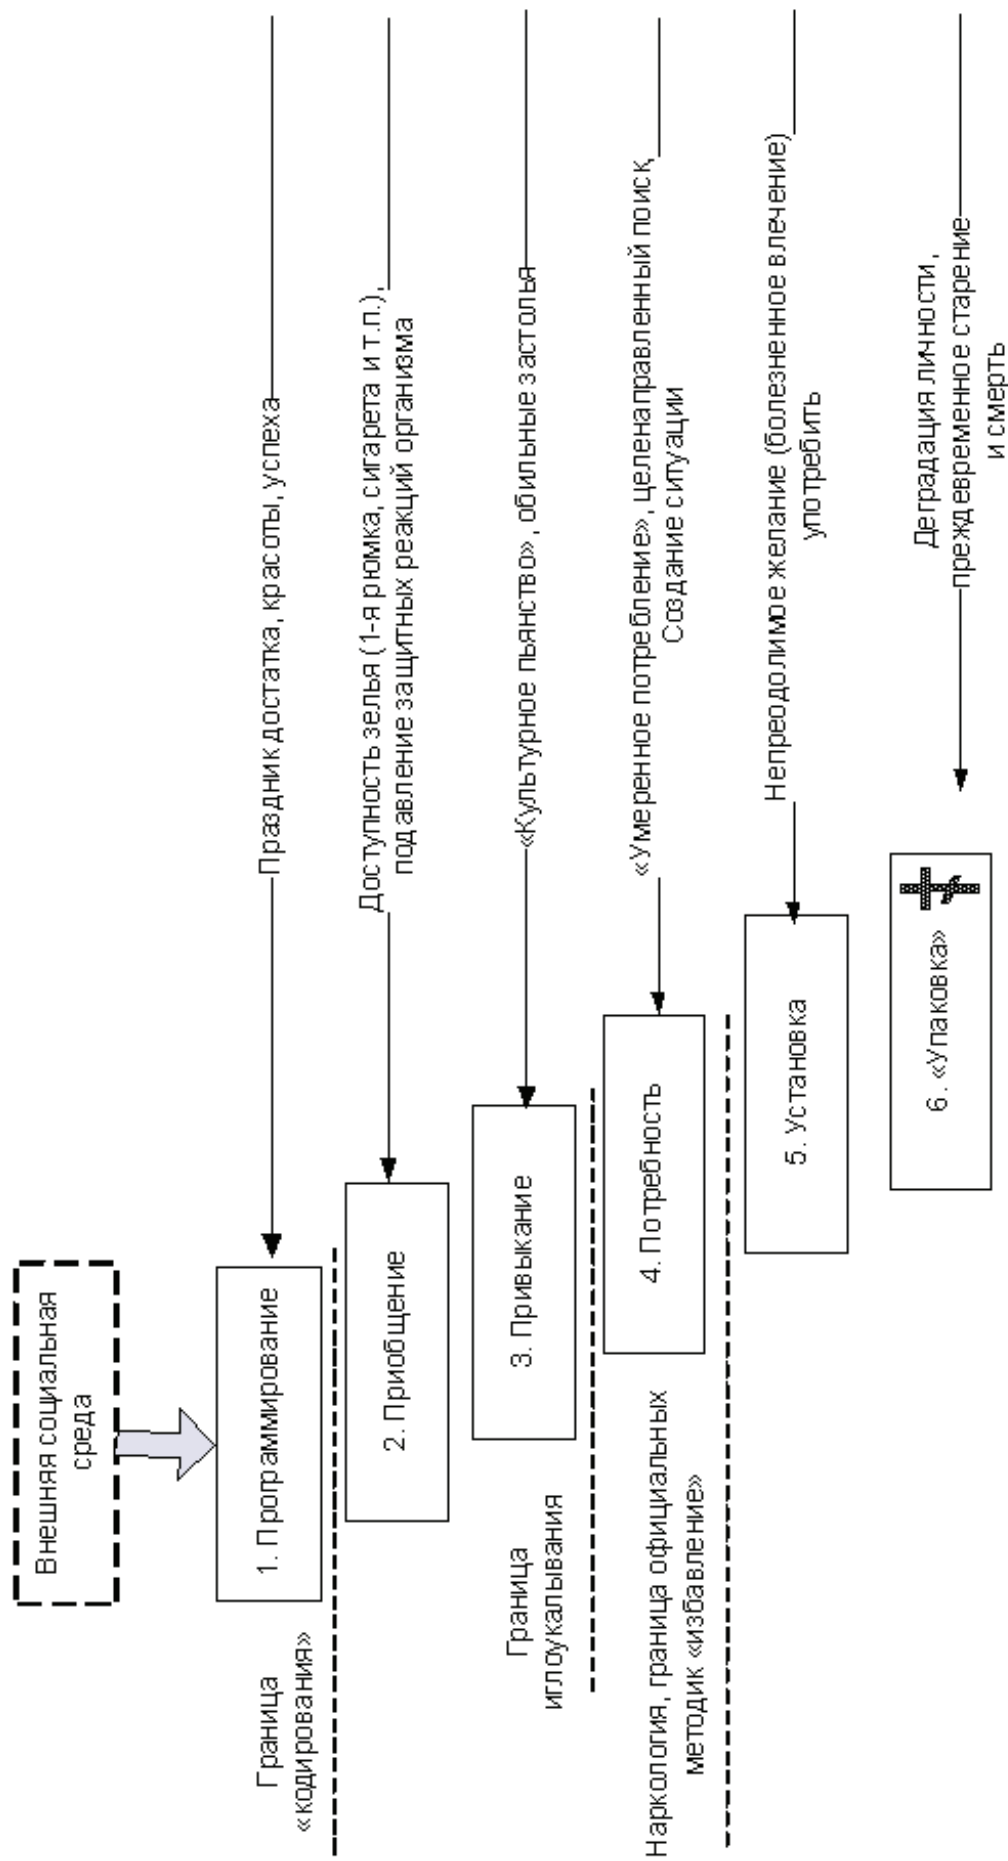 Внешняя социальная
среда
1. Программирование
Праздник достатка, красоты, успеха
Граница
«кодирования»
2. Приобщение
Доступность зелья (1-я рюмка, сигарета и т.п.),
подавление защитных реакций организма
3. Привыкание
«Культурное пьянство», обильные застолья
Граница
иглоукалывания
4. Потребность
«Умеренное потребление», целенаправленный поиск,
Создание ситуации
Наркология, граница официальных
методик «избавление»
5. Установка
Непреодолимое желание (болезненное влечение)
употребить
6. «Упаковка»
Деградация личности,
преждевременное старение
и смерть